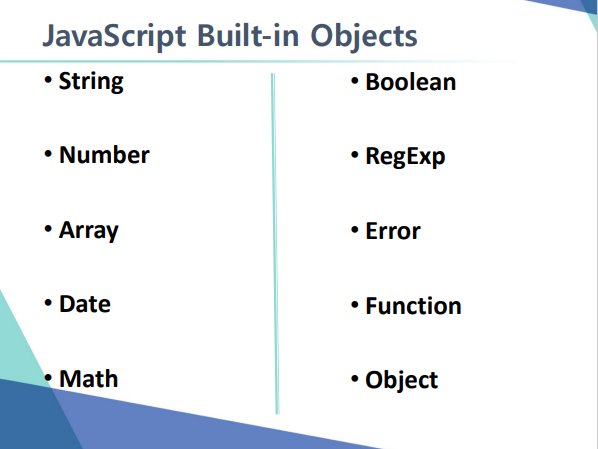 JavaScript Built-in Objects
• String
• Number
• Array
• Date
• Math
• Boolean
• RegExp
• Error
• Function
• Object